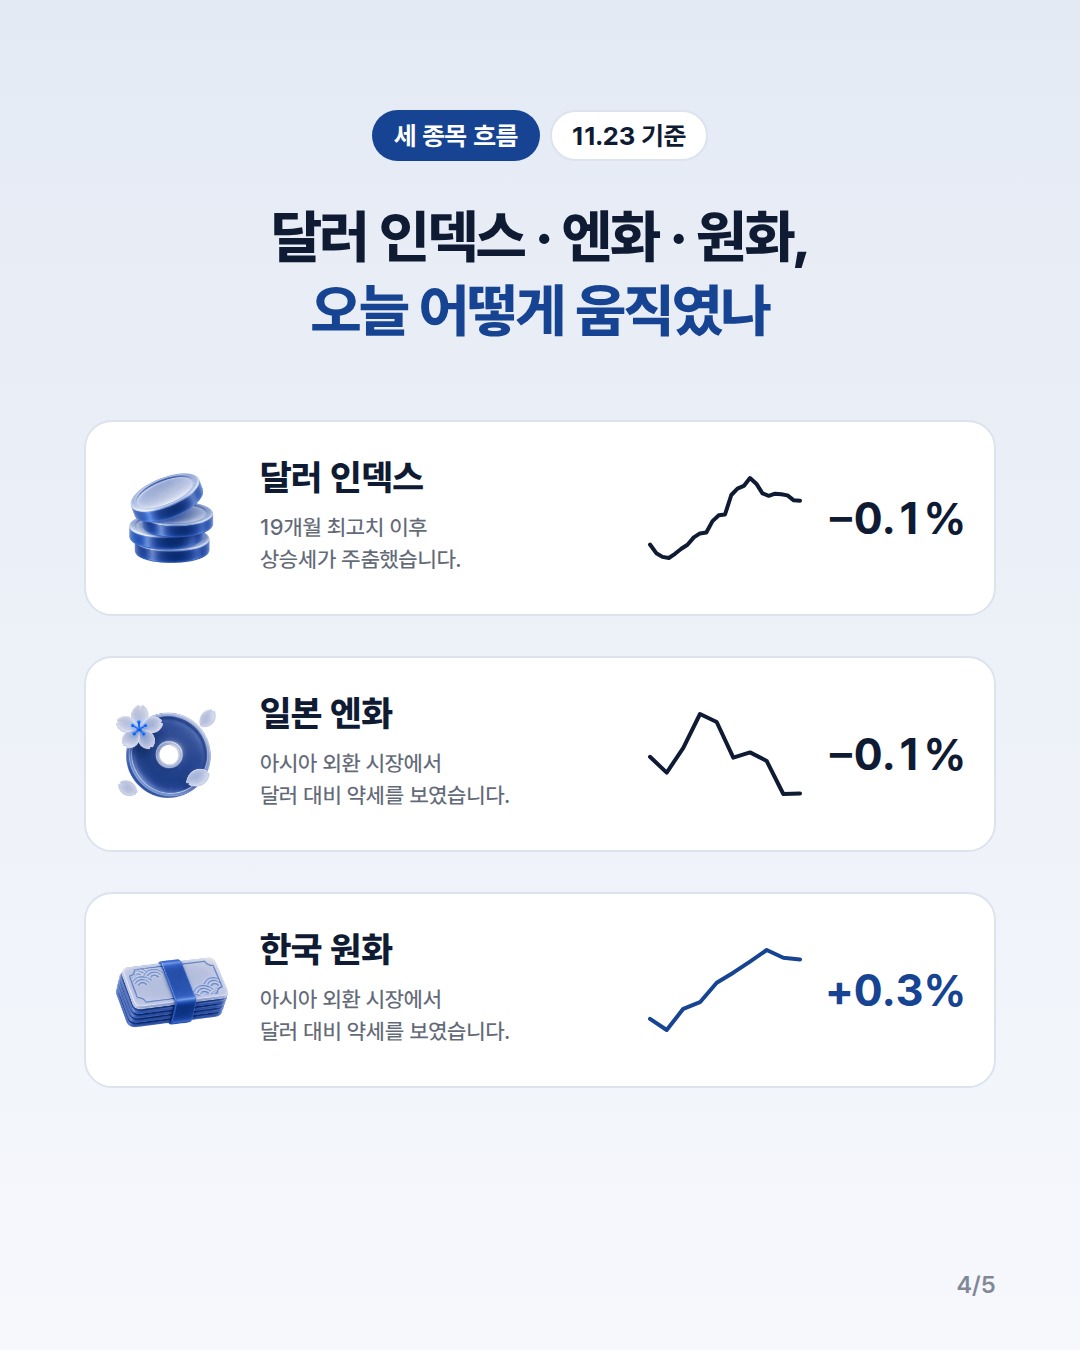 세 종목 흐름
11.23 기준
달러 인덱스 · 엔화 · 원화,
오늘 어떻게 움직였나
달러 인덱스
19개월 최고치 이후
상승세가 주춤했습니다.
−0.1%
일본 엔화
아시아 외환 시장에서
달러 대비 약세를 보였습니다.
−0.1%
한국 원화
아시아 외환 시장에서
달러 대비 약세를 보였습니다.
+0.3%
4/5